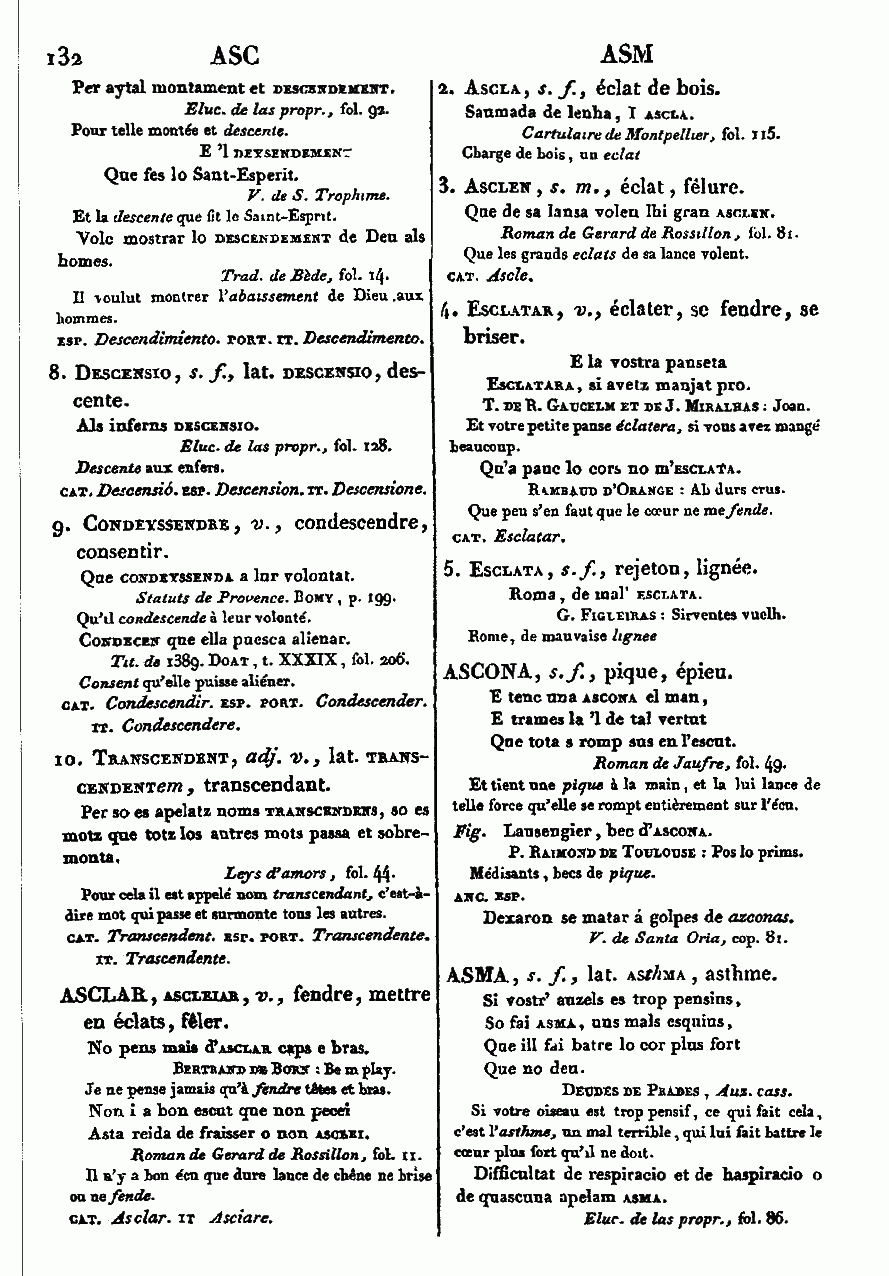 132 ASC ASM
Per aytal montament et DESCENDEMENT.
Eluc. de las propr., fol. 92.
Pour telle montée et descente.
E 'l DEYSENDEMENT
Que fes lo Sant-Esperit.
V. de S. Trophime.
Et la descente que fit le Saint-Esprit.
Volc mostrar lo DESCENDEMENT de Deu als
homes.
Trad. de Bède, fol. 14.
Il voulut montrer l'abaissement de Dieu aux
hommes.
ESP. Descendimiento. PORT. IT. Descendimento.
8. DESCENSIO, s. f., lat. DESCENSIO, des-
cente.
Als inferns DESCENSIO.
Eluc. de las propr., fol. 128.
Descente aux enfers.
CAT. Descensió. ESP. Descension. IT. Descensione.
9. CONDEYSSENDRE, v., condescendre,
consentir.
Que CONDEYSSENDA a lur volontat.
Statuts de Provence. BOMY, p. 199.
Qu'il condescende à leur volonté.
CONDECEN que ella puesca alienar.
Tit. de 1389. DOAT, t. XXXIX, fol. 206.
Consent qu'elle puisse aliéner.
CAT. Condescendir. ESP. PORT. Condescender.
IT. Condescendere.
10. TRANSCENDENT, adj. v., lat. TRANS-
CENDENTem, transcendant.
Per so es apelatz noms TRANSCENDENS, so es
motz que totz los autres mots passa et sobre-
monta.
Leys d'amors, fol. 44.
Pour cela il est appelé nom transcendant, c'est-à-
dire mot qui passe et surmonte tous les autres.
CAT. Transcendent. ESP. PORT. Transcendente.
IT. Trascendente.
ASCLAR, ASCLEIAR, v., fendre, mettre
en éclats, fêler.
No pens mais d'ASCLAR caps e bras.
BERTRAND DE BORN : Be m play.
Je ne pense jamais qu'à fendre têtes et bras.
Non i a bon escut que non pecei
Asta reida de fraisser o non ASCLEI.
Roman de Gerard de Rossillon, fol. 11.
Il n'y a bon écu que dure lance de chêne ne brise
ou ne fende.
CAT. Asclar. IT Asciare.
2. ASCLA, s. f., éclat de bois.
Saumada de lenha, I ASCLA.
Cartulaire de Montpellier, fol. 115.
Charge de bois, un eclat
3. ASCLEN, s. m., éclat, fêlure.
Que de sa lansa volen lhi gran ASCLEN.
Roman de Gerard de Rossillon, fol. 81.
Que les grands eclats de sa lance volent.
CAT. Ascle.
4. ESCLATAR, v., éclater, se fendre, se
briser.
E la vostra panseta
ESCLATARA, si avetz manjat pro.
T. DE R. GAUCELM ET DE J. MIRALHAS : Joan.
Et votre petite panse éclatera, si vous avez mangé
beaucoup.
Qu'a pauc lo cors no m'ESCLATA.
RAMBAUD D'ORANGE : Ab durs crus.
Que peu s'en faut que le cœur ne me fende.
CAT. Esclatar.
5. ESCLATA, s. f., rejeton, lignée.
Roma, de mal' ESCLATA.
G. FIGUEIRAS : Sirventes vuelh.
Rome, de mauvaise lignee
ASCONA, s. f., pique, épieu.
E tenc una ASCONA el man,
E trames la 'l de tal vertut
Que tota s romp sus en l'escut.
Roman de Jaufre, fol. 49.
Et tient une pique à la main, et la lui lance de
telle force qu'elle se rompt entièrement sur l'écu.
Fig. Lausengier, bec d'ASCONA.
P. RAIMOND DE TOULOUSE : Pos lo prims.
Médisants, becs de pique.
ANC. ESP.
Dexaron se matar á golpes de azconas.
V. de Santa Oria, cop. 81.
ASMA, s. f., lat. ASthMA, asthme.
Si vostr' auzels es trop pensius,
So fai ASMA, uns mals esquius,
Que ill fai batre lo cor plus fort
Que no deu.
DEUDES DE PRADES, Aus. cass.
Si votre oiseau est trop pensif, ce qui fait cela,
c'est l'asthme, un mal terrible, qui lui fait battre le
cœur plus fort qu'il ne doit.
Difficultat de respiracio et de haspiracio o
de quascuna apelam ASMA.
Eluc. de las propr., fol. 86.